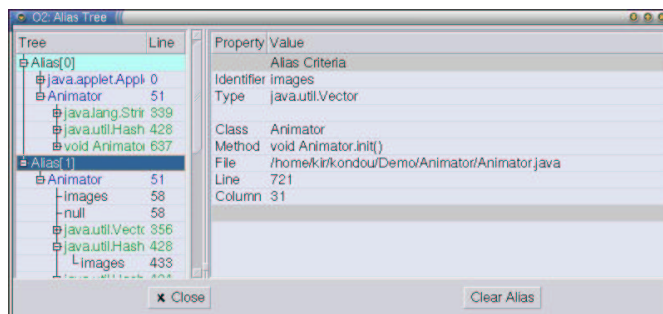 O2: Alias Tree
Tree Line
Alias[0]
java.applet.Appl 0
Animator 51
java.lang.Strir 339
java.util.Hash 428
void Animato 637
Alias[1]
Animator 51
images 58
null 58
java.util.Vecto 356
java.util.Hash 428
images 433
Property Value
Alias Criteria
Identifier images
Type java.util.Vector
Class Animator
Method void Animator.init()
File /home/kir/kondou/Demo/Animator/Animator.java
Line 721
Column 31
Close
Clear Alias